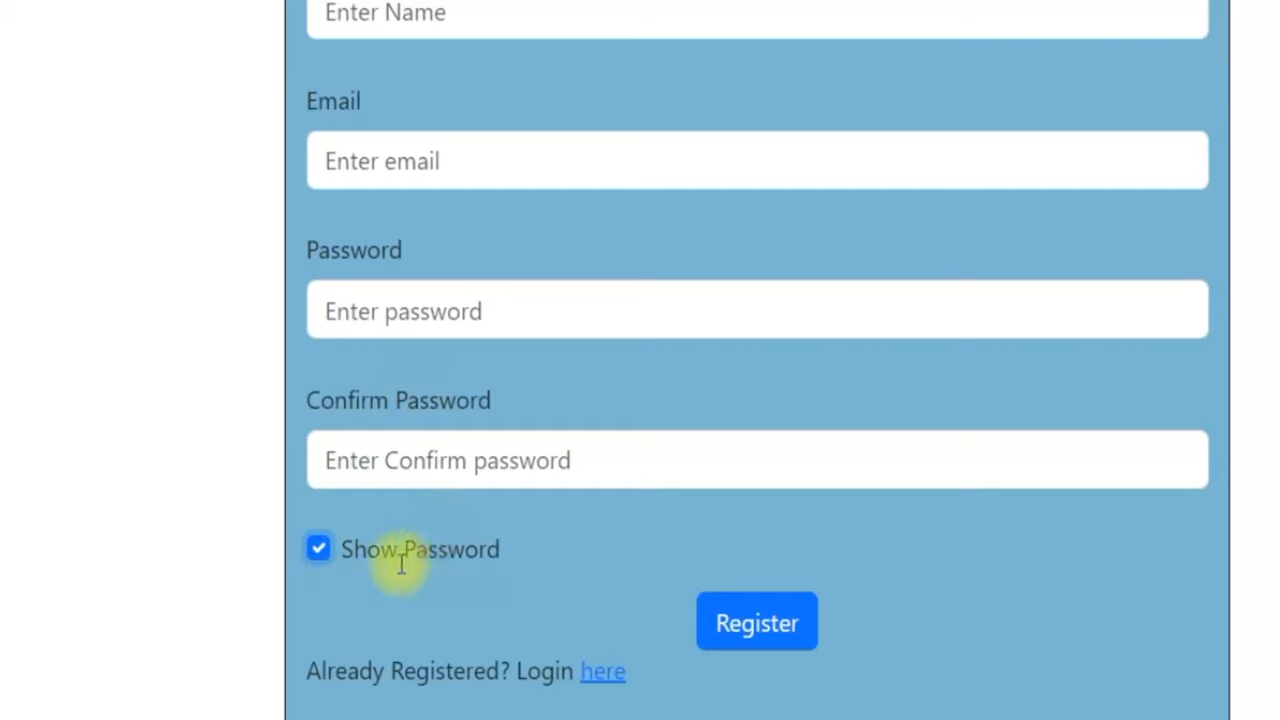 Enter Name
Email
Enter email
Password
Enter password
Confirm Password
Enter Confirm password
Show Password
Register
Already Registered? Login here